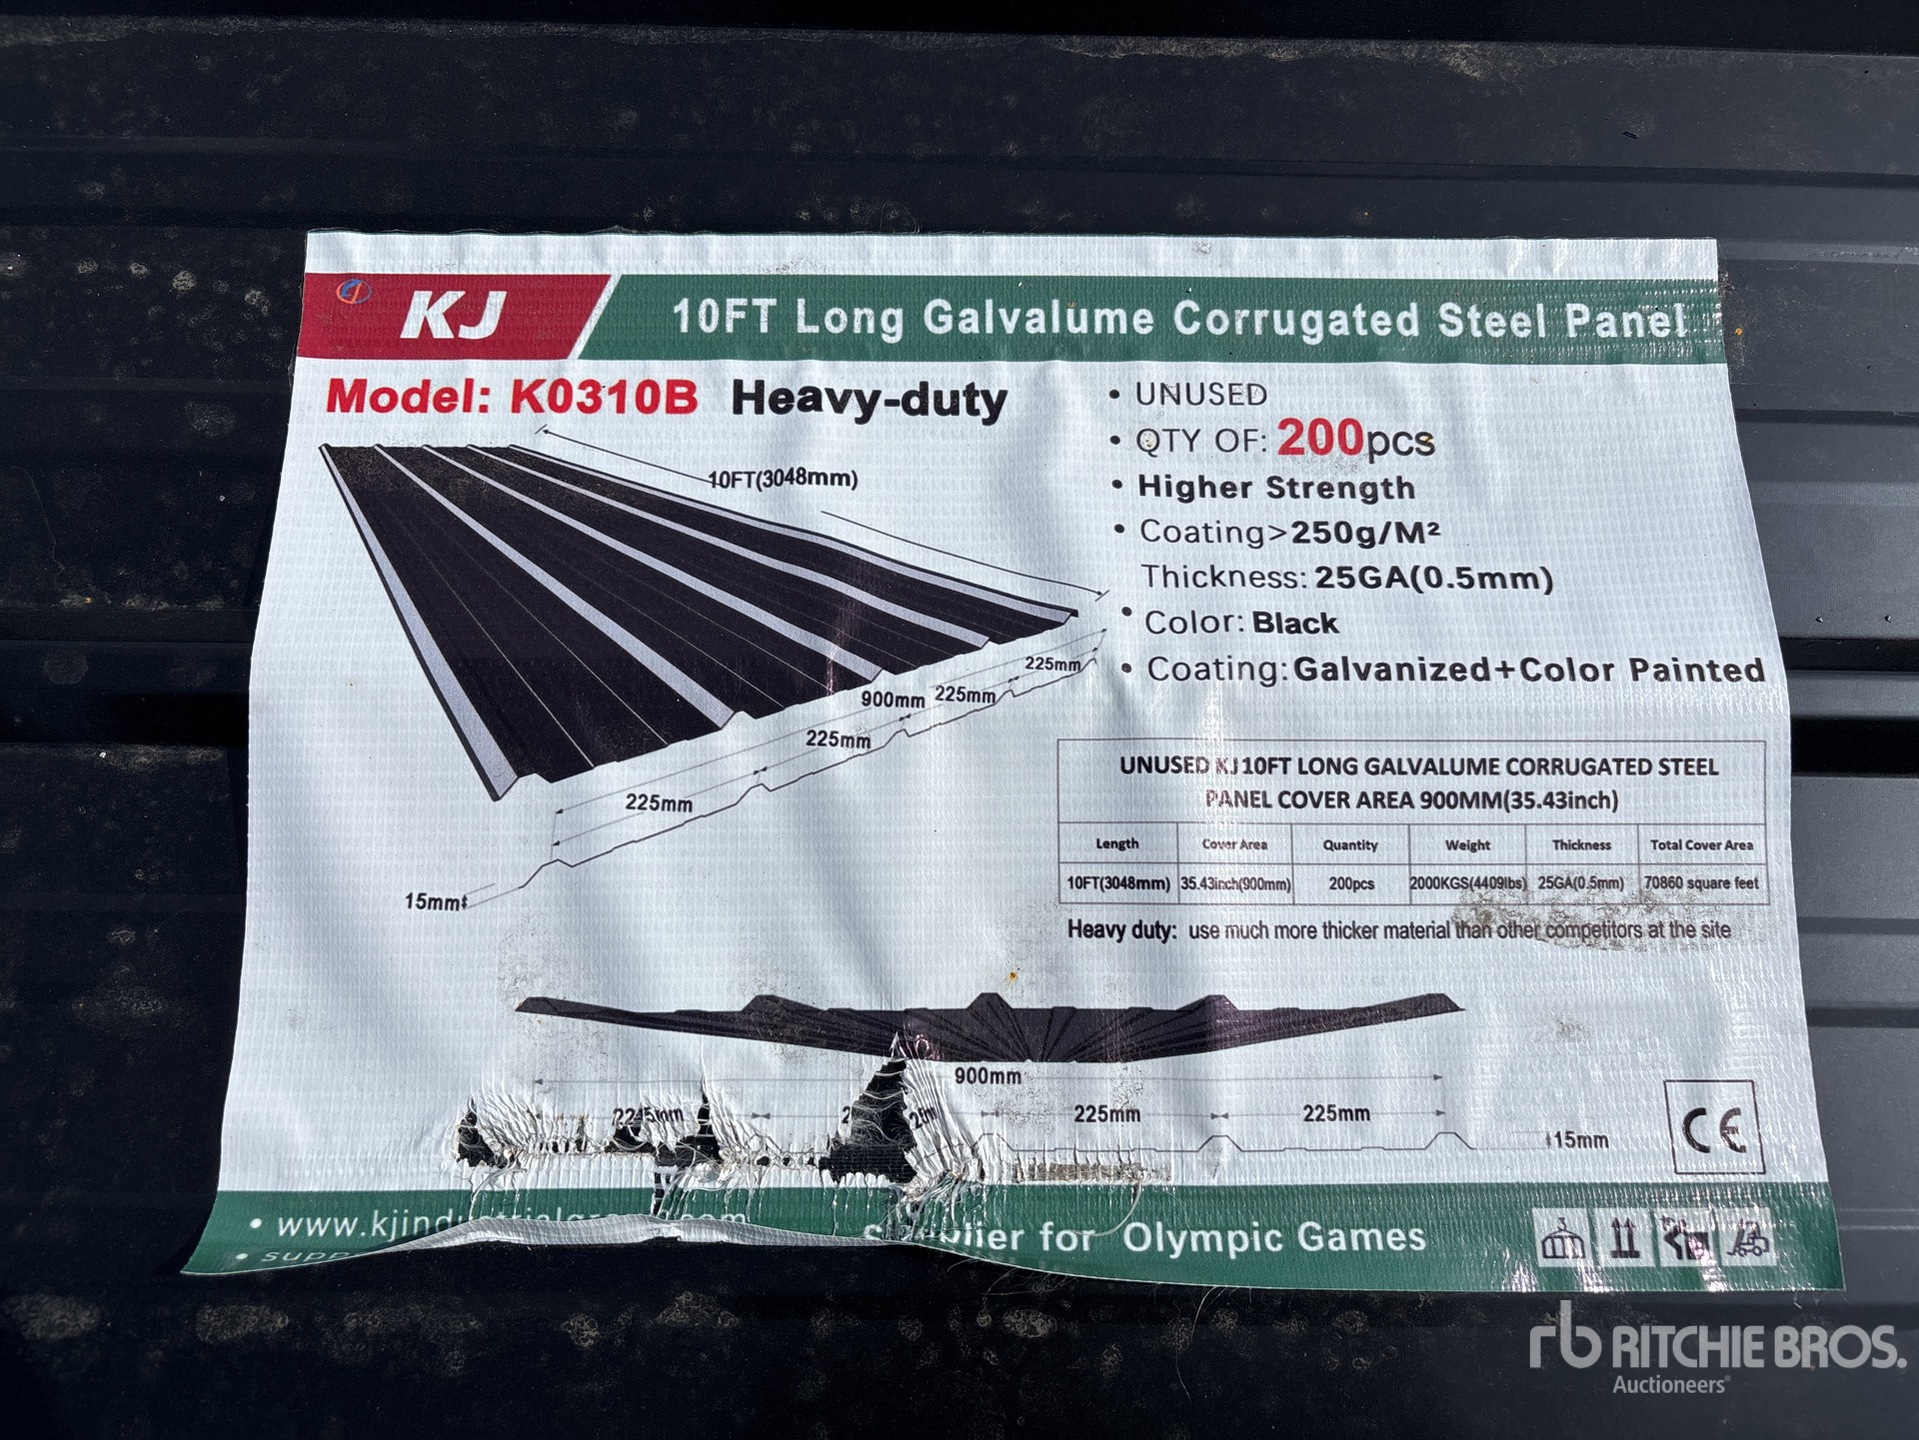 KJ
10FT Long Galvalume Corrugated Steel Panel
Model: K0310B Heavy-duty
• UNUSED
• QTY OF: 200pcs
• Higher Strength
• Coating>250g/M²
Thickness: 25GA(0.5mm)
• Color: Black
• Coating: Galvanized+Color Painted
10FT(3048mm)
225mm
900mm 225mm
225mm
225mm
15mm
UNUSED KJ10FT LONG GALVALUME CORRUGATED STEEL
PANEL COVER AREA 900MM(35.43inch)
Length Cover Area Quantity Weight Thickness Total Cover Area
10FT(3048mm) 35.43inch(900mm) 200pcs 2000KGS(4409lbs) 25GA(0.5mm) 70860 square feet
Heavy duty: use much more thicker material than other competitors at the site
900mm
225mm 225mm 225mm
15mm
CE
for Olympic Games
rb RITCHIE BROS.
Auctioneers